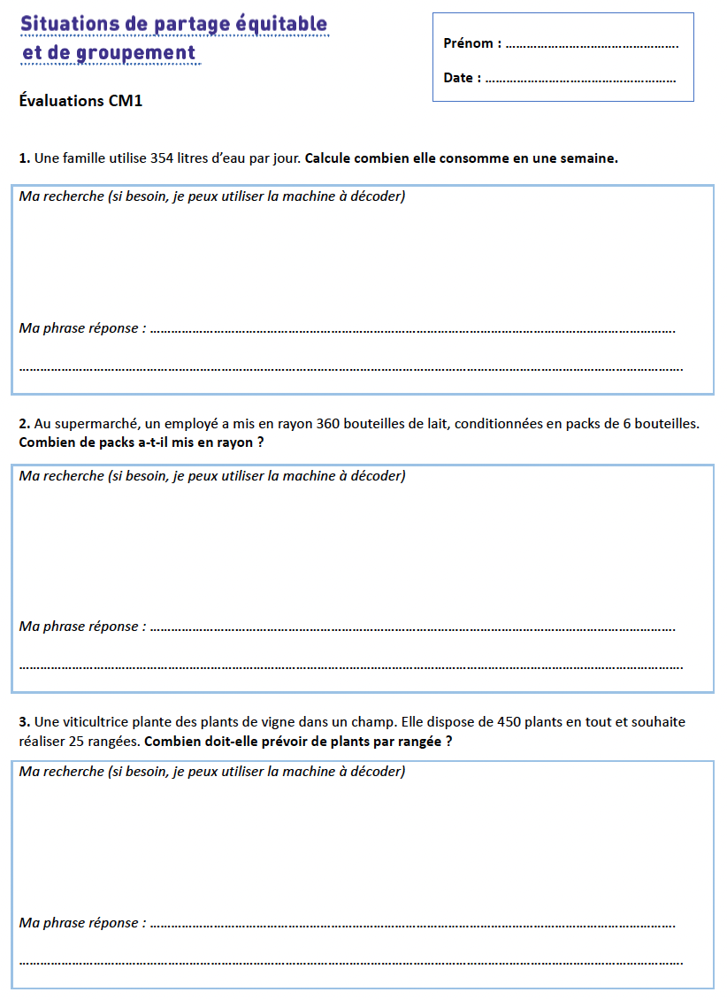 Situations de partage équitable
et de groupement
Prénom : ………………………………………….
Date : ………………………………………………
Évaluations CM1
1. Une famille utilise 354 litres d’eau par jour. Calcule combien elle consomme en une semaine.
Ma recherche (si besoin, je peux utiliser la machine à décoder)
Ma phrase réponse : ………………………………………………………………………………………………………………………………….
…………………………………………………………………………………………………………………………………………………………………….
2. Au supermarché, un employé a mis en rayon 360 bouteilles de lait, conditionnées en packs de 6 bouteilles.
Combien de packs a-t-il mis en rayon ?
Ma recherche (si besoin, je peux utiliser la machine à décoder)
Ma phrase réponse : ………………………………………………………………………………………………………………………………….
…………………………………………………………………………………………………………………………………………………………………….
3. Une viticultrice plante des plants de vigne dans un champ. Elle dispose de 450 plants en tout et souhaite
réaliser 25 rangées. Combien doit-elle prévoir de plants par rangée ?
Ma recherche (si besoin, je peux utiliser la machine à décoder)
Ma phrase réponse : ………………………………………………………………………………………………………………………………….
…………………………………………………………………………………………………………………………………………………………………….